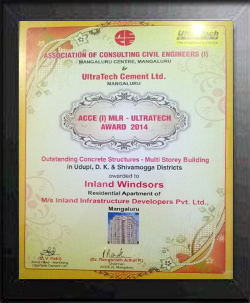 ASSOCIATION OF CONSULTING CIVIL ENGINEERS (I)
MANGALURU CENTRE, MANGALURU
&
UltraTech Cement Ltd.
MANGALURU
UltraTech
ACCE (I) MLR - ULTRATECH
AWARD 2014
Outstanding Concrete Structures - Multi Storey Building
in Udupi, D. K. & Shivamogga Districts
awarded to
Inland Windsors
Residential Apartment of
M/s Inland Infrastructure Developers Pvt. Ltd.,
Mangaluru